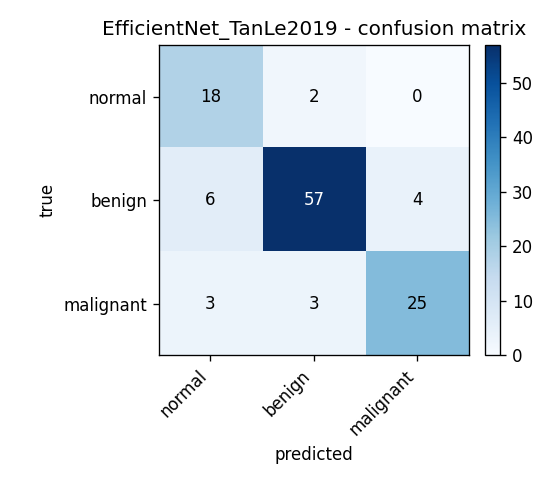 EfficientNet_TanLe2019 - confusion matrix
normal 18 2 0
benign 6 57 4
malignant 3 3 25
true
normal benign malignant
predicted
50
40
30
20
10
0